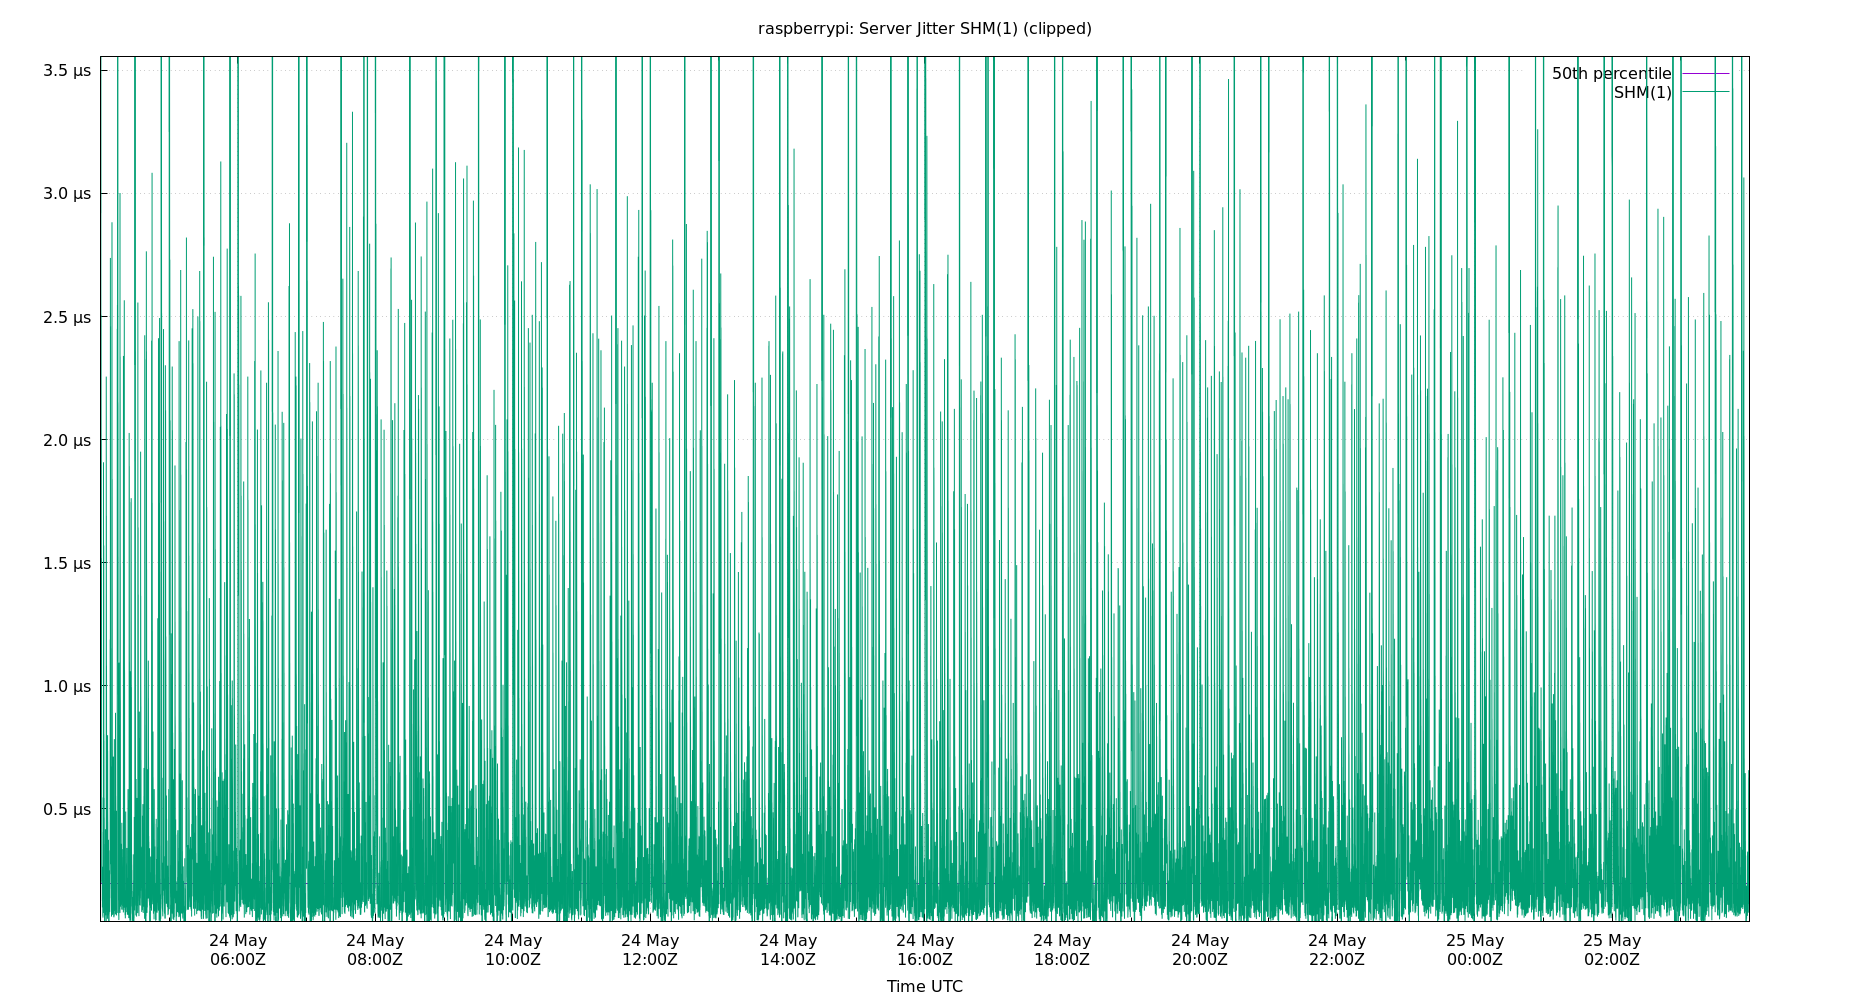 raspberrypi: Server Jitter SHM(1) (clipped)
3.5 µs
3.0 µs
2.5 µs
2.0 µs
1.5 µs
1.0 µs
0.5 µs
50th percentile
SHM(1)
24 May 24 May 24 May 24 May 24 May 24 May 24 May 24 May 24 May 25 May 25 May
06:00Z 08:00Z 10:00Z 12:00Z 14:00Z 16:00Z 18:00Z 20:00Z 22:00Z 00:00Z 02:00Z
Time UTC